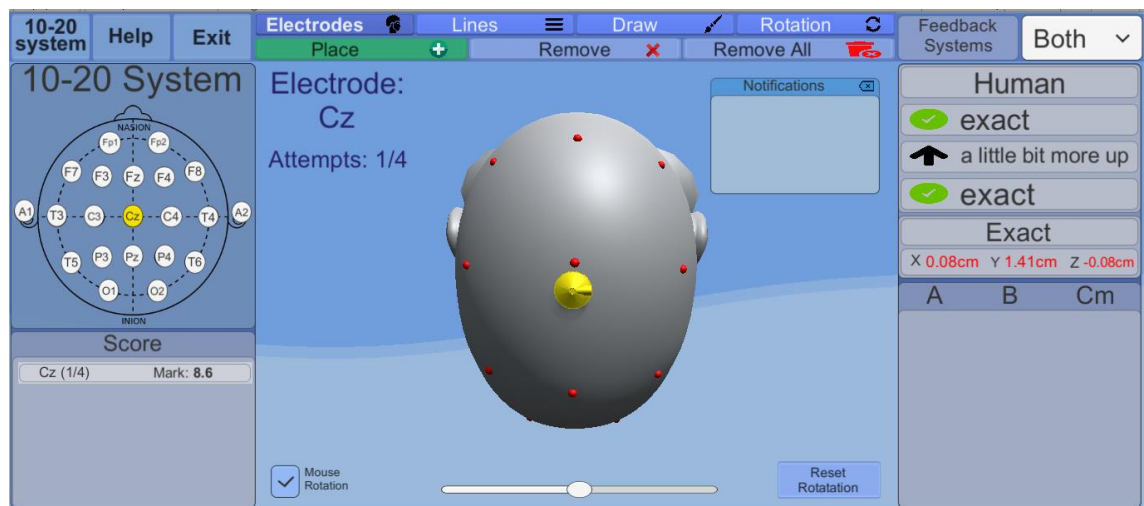 10-20
system
Help
Exit
Electrodes
Lines
Draw
Rotation
Place
Remove
Remove All
Feedback
Systems
Both
10-20 System
NASION
Fp1 Fp2
F7 F3 Fz F4 F8
A1 T3 C3 Cz C4 T4 A2
T5 P3 Pz P4 T6
O1 O2
INION
Score
Cz (1/4) Mark: 8.6
Electrode:
Cz
Attempts: 1/4
Notifications
Mouse
Rotation
Reset
Rotatation
Human
exact
a little bit more up
exact
Exact
X 0.08cm Y 1.41cm Z -0.08cm
A B Cm